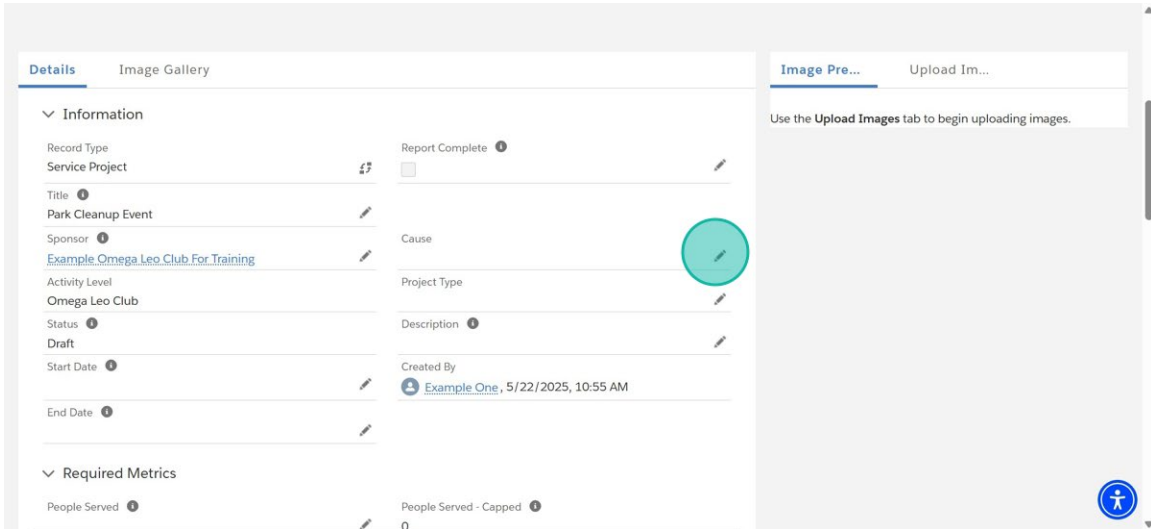 Details Image Gallery
Image Pre... Upload Im...
Information
Use the Upload Images tab to begin uploading images.
Record Type
Service Project
Report Complete
Title
Park Cleanup Event
Sponsor
Example Omega Leo Club For Training
Cause
Activity Level
Omega Leo Club
Project Type
Status
Draft
Description
Start Date
Created By
Example One, 5/22/2025, 10:55 AM
End Date
Required Metrics
People Served
People Served - Capped
0